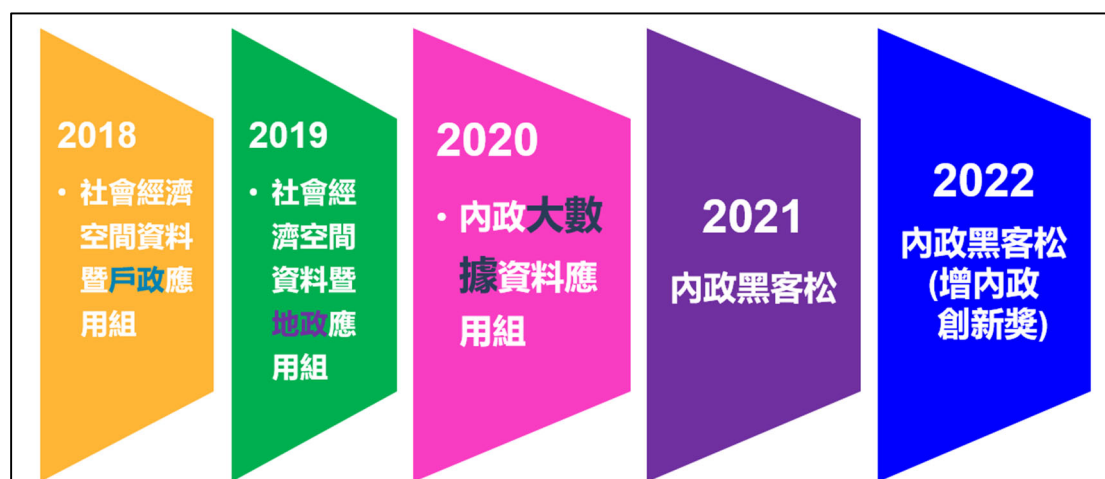 2018
• 社會經濟
空間資料
暨戶政應
用組
2019
• 社會經
濟空間
資料暨
地政應
用組
2020
• 內政大數
據資料應
用組
2021
內政黑客松
2022
內政黑客松
(增內政
創新獎)